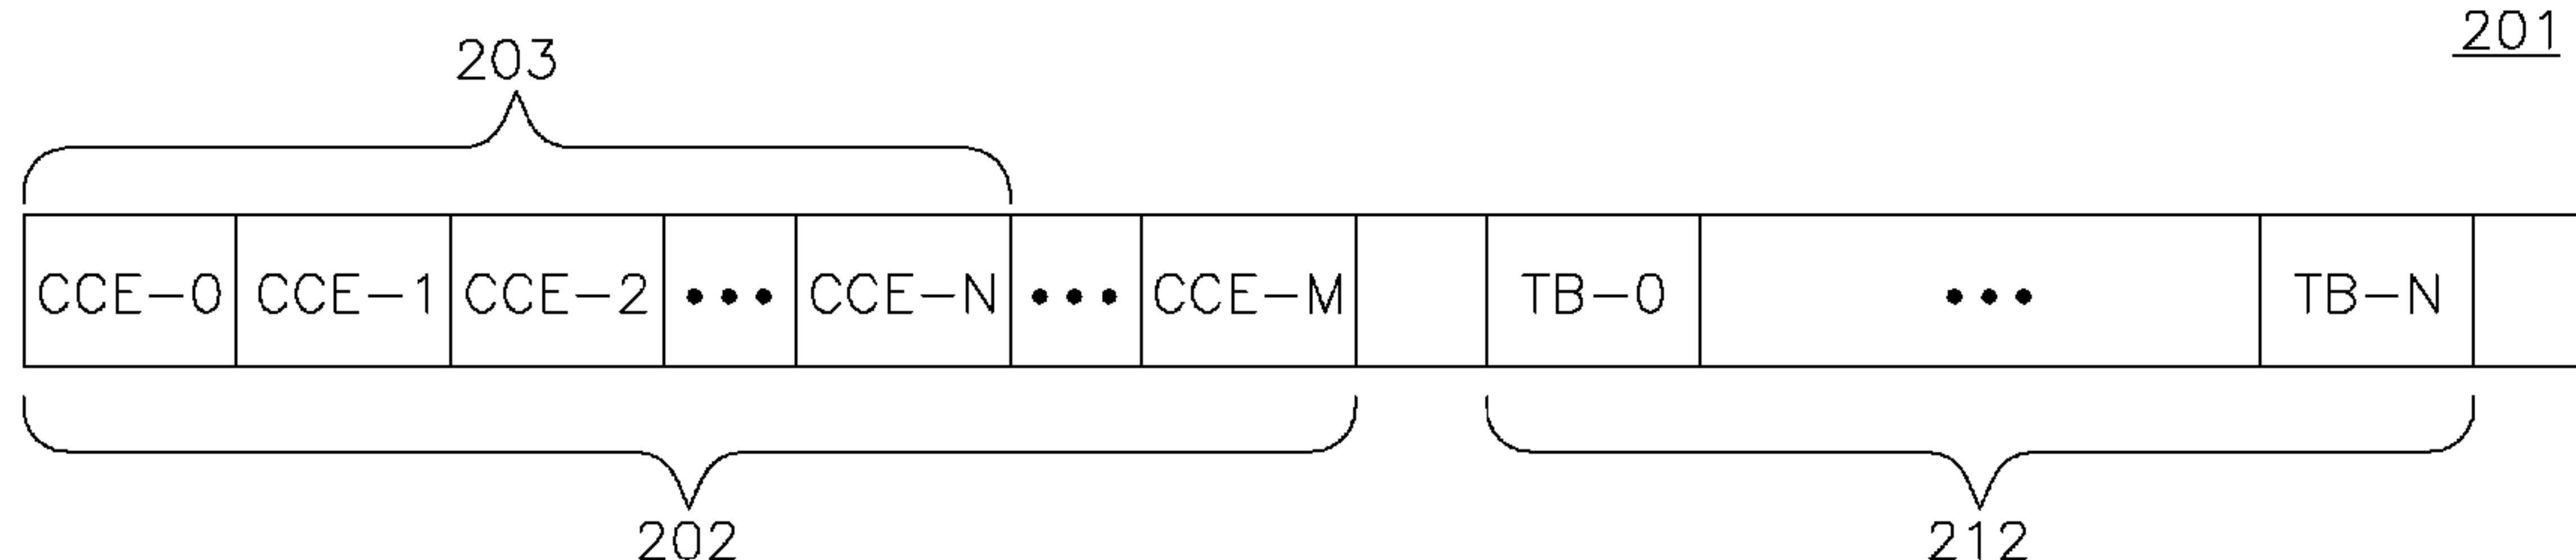 201
203
CCE-0 CCE-1 CCE-2 ••• CCE-N ••• CCE-M TB-0 ••• TB-N
202 212